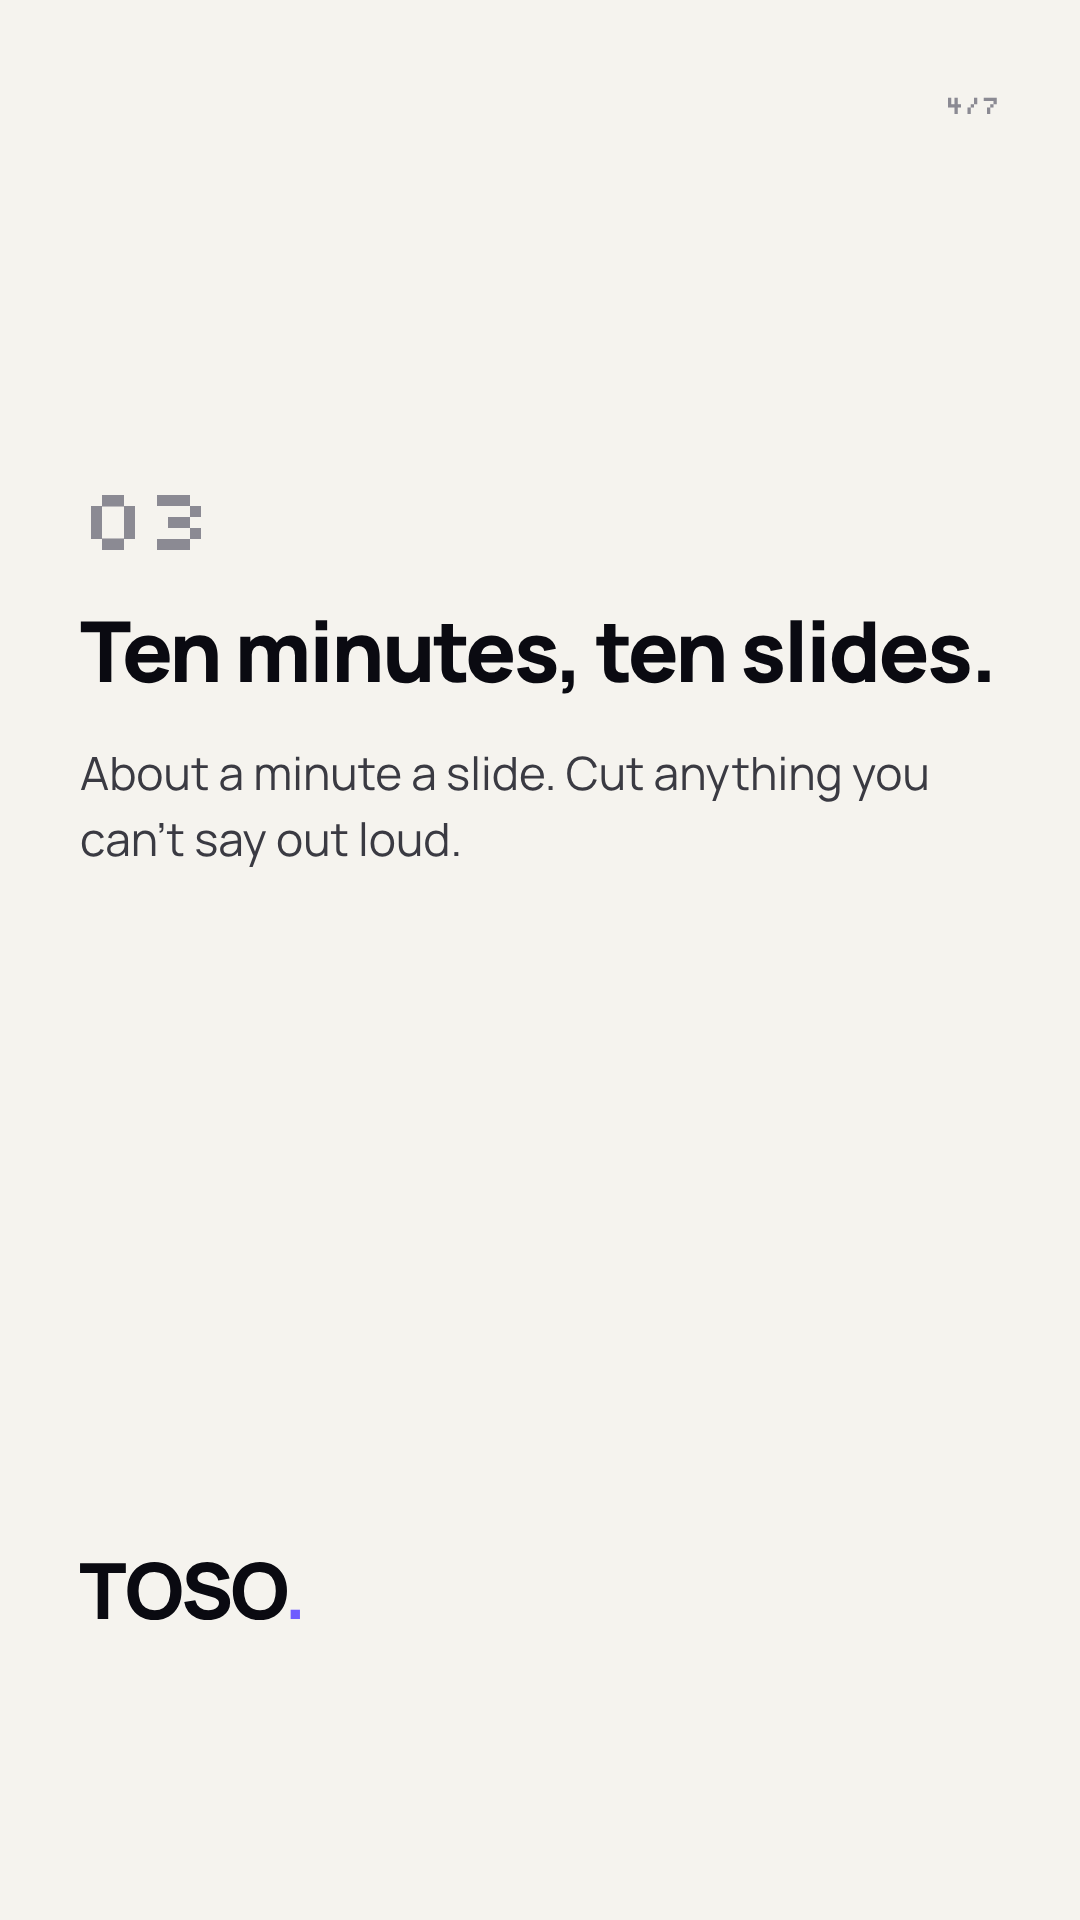 4/7
03
Ten minutes, ten slides.
About a minute a slide. Cut anything you
can’t say out loud.
TOSO.